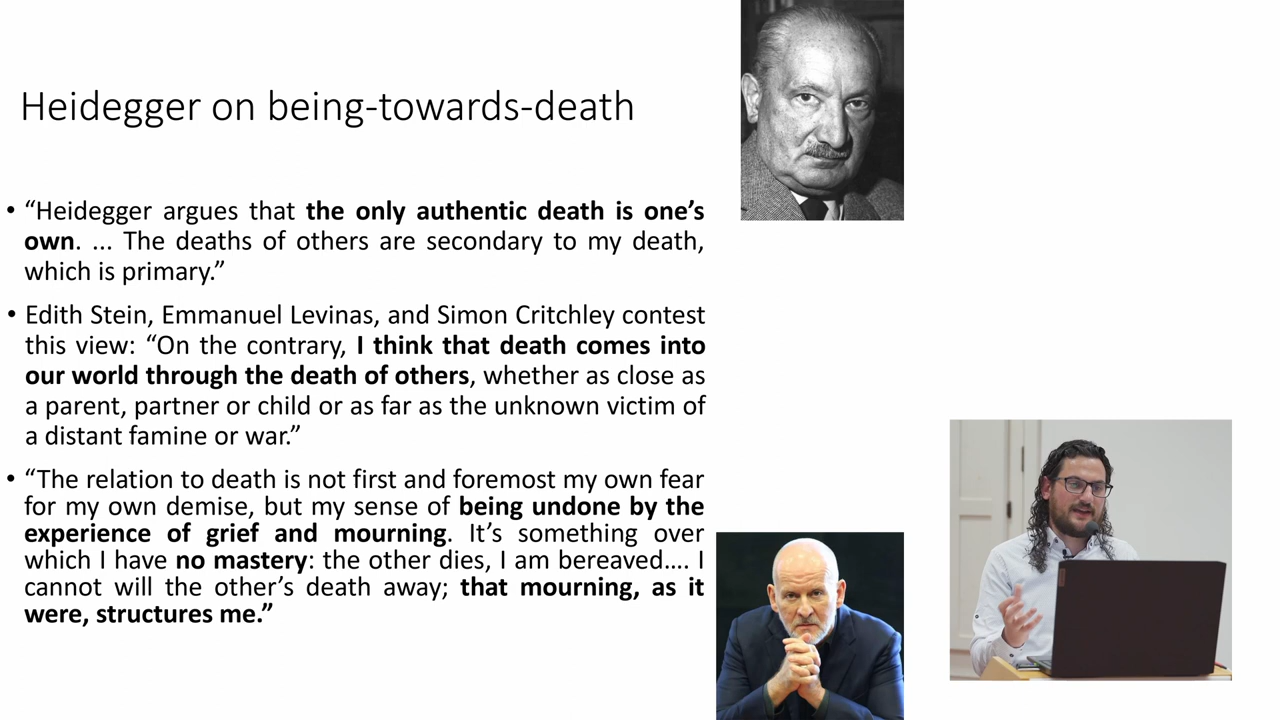 Heidegger on being-towards-death
• “Heidegger argues that the only authentic death is one’s
own. ... The deaths of others are secondary to my death,
which is primary.”
• Edith Stein, Emmanuel Levinas, and Simon Critchley contest
this view: “On the contrary, I think that death comes into
our world through the death of others, whether as close as
a parent, partner or child or as far as the unknown victim of
a distant famine or war.”
• “The relation to death is not first and foremost my own fear
for my own demise, but my sense of being undone by the
experience of grief and mourning. It’s something over
which I have no mastery: the other dies, I am bereaved…. I
cannot will the other’s death away; that mourning, as it
were, structures me.”